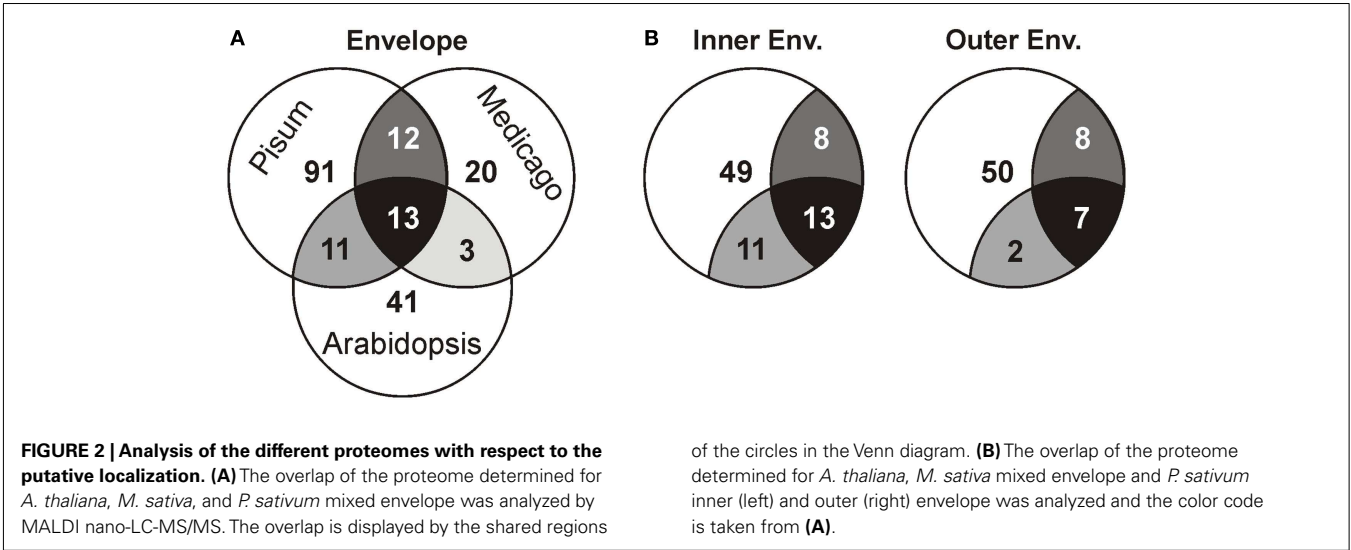 A
Envelope
Pisum
Medicago
91
12
20
13
11
3
41
Arabidopsis
B
Inner Env.
49
8
13
11
Outer Env.
50
8
7
2
FIGURE 2 | Analysis of the different proteomes with respect to the
putative localization. (A) The overlap of the proteome determined for
A. thaliana, M. sativa, and P. sativum mixed envelope was analyzed by
MALDI nano-LC-MS/MS. The overlap is displayed by the shared regions
of the circles in the Venn diagram. (B) The overlap of the proteome
determined for A. thaliana, M. sativa mixed envelope and P. sativum
inner (left) and outer (right) envelope was analyzed and the color code
is taken from (A).